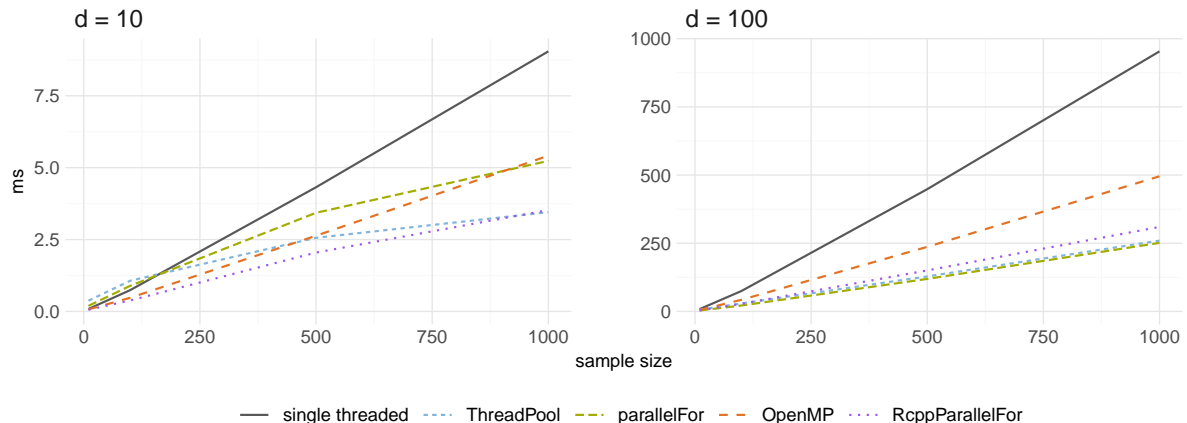 d = 10
d = 100
ms
7.5
5.0
2.5
0.0
0 250 500 750 1000
1000
750
500
250
0
0 250 500 750 1000
sample size
single threaded ThreadPool parallelFor OpenMP RcppParallelFor